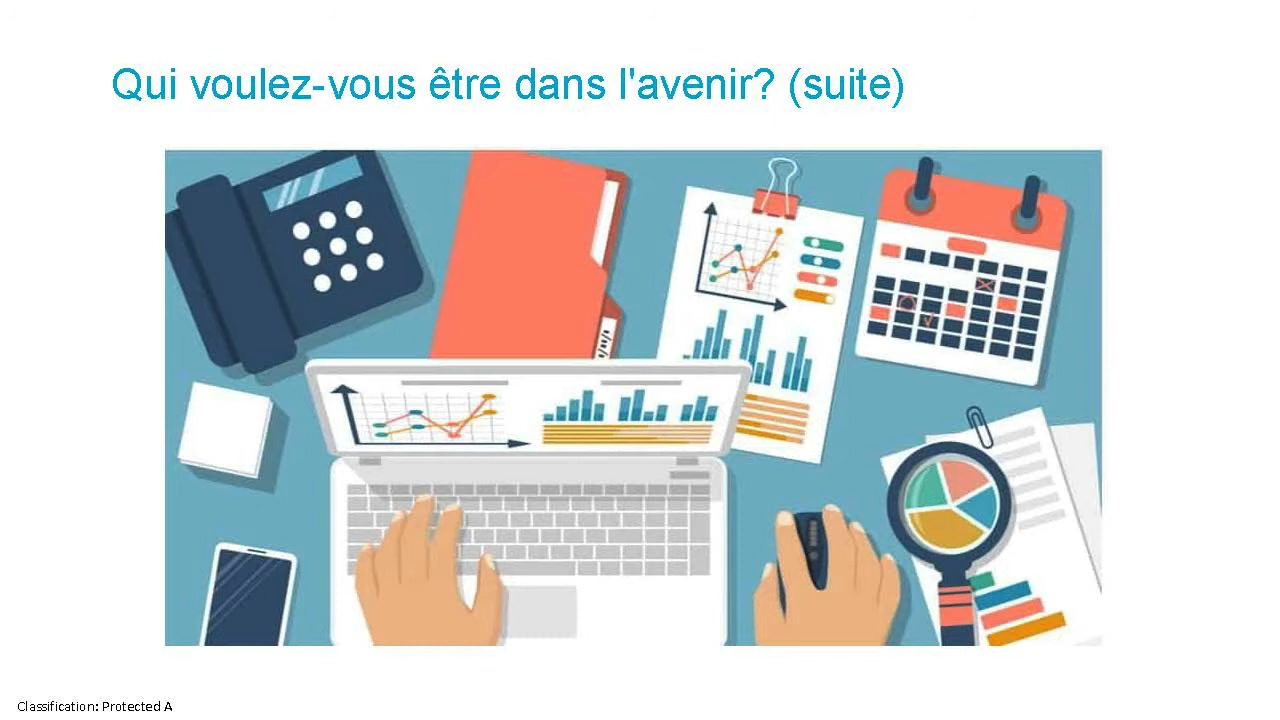 Qui voulez-vous être dans l'avenir? (suite)
Classification: Protected A